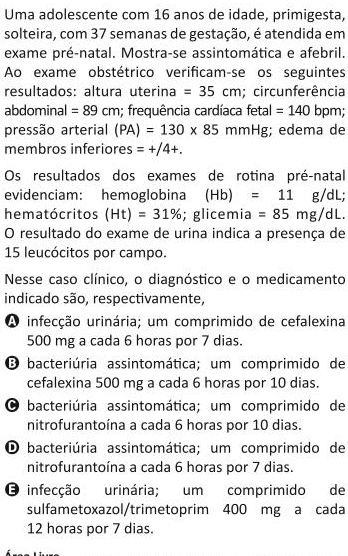 Uma adolescente com 16 anos de idade, primigesta,
solteira, com 37 semanas de gestação, é atendida em
exame pré-natal. Mostra-se assintomática e afebril.
Ao exame obstétrico verificam-se os seguintes
resultados: altura uterina = 35 cm; circunferência
abdominal = 89 cm; frequência cardíaca fetal = 140 bpm;
pressão arterial (PA) = 130 x 85 mmHg; edema de
membros inferiores = +/4+.
Os resultados dos exames de rotina pré-natal
evidenciam: hemoglobina (Hb) = 11 g/dL;
hematócritos (Ht) = 31%; glicemia = 85 mg/dL.
O resultado do exame de urina indica a presença de
15 leucócitos por campo.
Nesse caso clínico, o diagnóstico e o medicamento
indicado são, respectivamente,
A infecção urinária; um comprimido de cefalexina
500 mg a cada 6 horas por 7 dias.
B bacteriúria assintomática; um comprimido de
cefalexina 500 mg a cada 6 horas por 10 dias.
C bacteriúria assintomática; um comprimido de
nitrofurantoína a cada 6 horas por 10 dias.
D bacteriúria assintomática; um comprimido de
nitrofurantoína a cada 6 horas por 7 dias.
E infecção urinária; um comprimido de
sulfametoxazol/trimetoprim 400 mg a cada
12 horas por 7 dias.